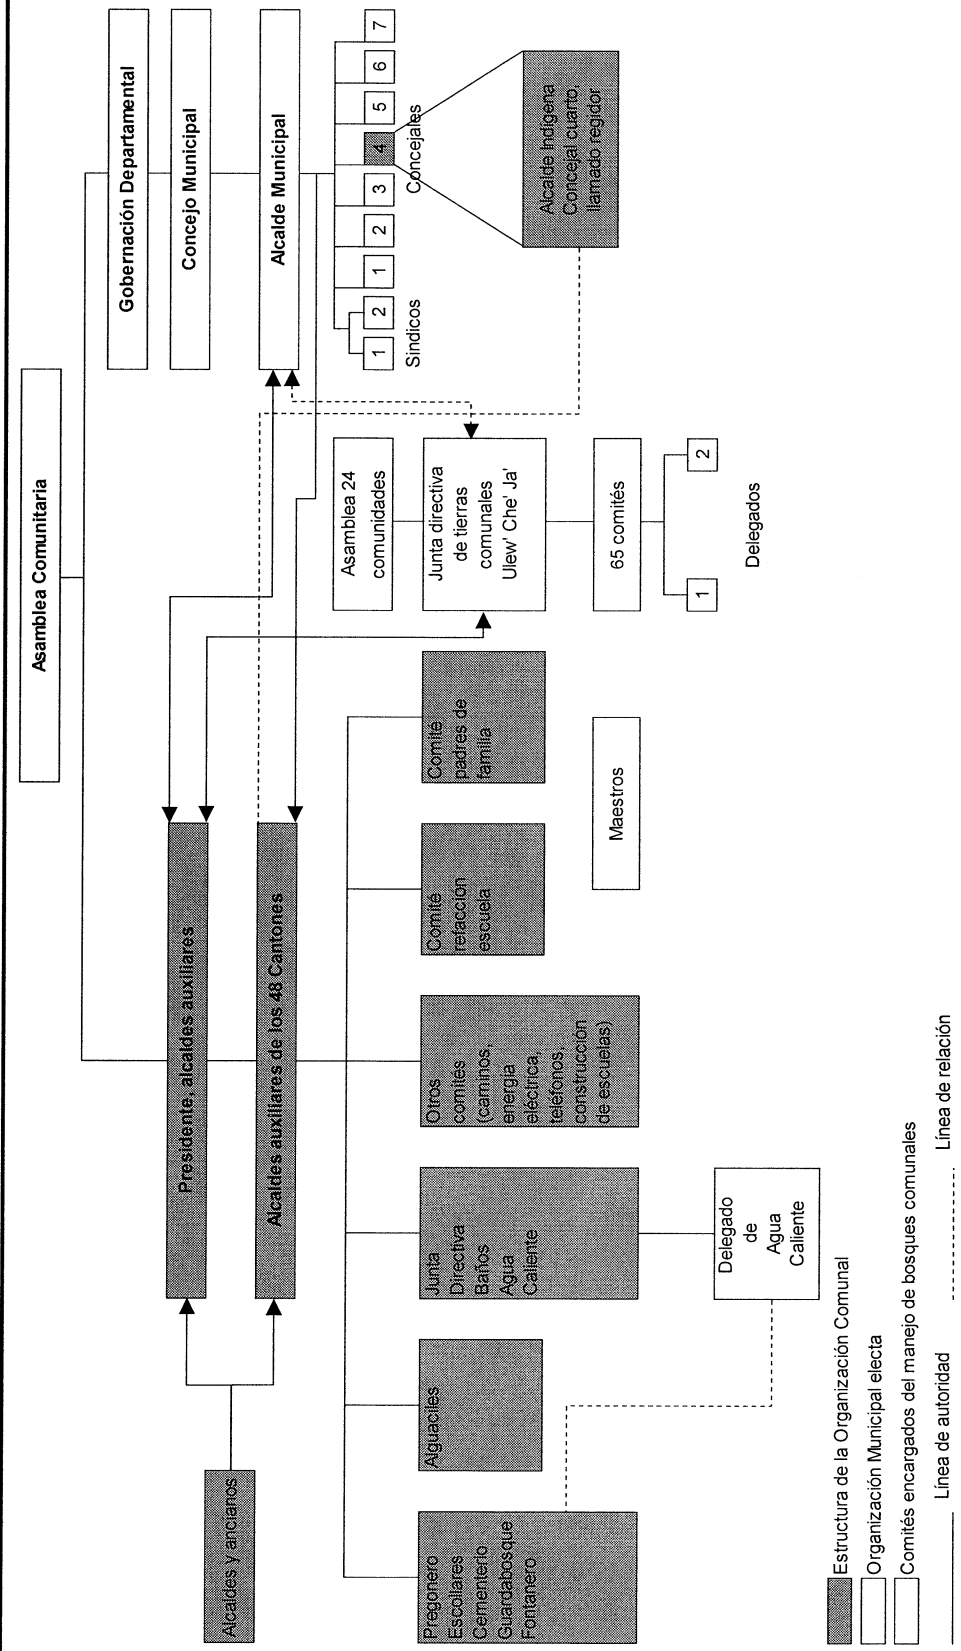 Asamblea Comunitaria
Gobernación Departamental
Concejo Municipal
Alcalde Municipal
1
2
1
2
3
4
5
6
7
Síndicos
Concejales
Alcalde Indígena
Concejal cuarto,
llamado regidor
Alcaldes y ancianos
Presidente, alcaldes auxiliares
Alcaldes auxiliares de los 48 Cantones
Asamblea 24
comunidades
Junta directiva
de tierras
comunales
Ulew' Che' Ja'
65 comités
1
2
Delegados
Pregonero
Escollares
Cementerio
Guardabosque
Fontanero
Alguaciles
Junta
Directiva
Baños
Agua
Caliente
Otros
comités
(caminos,
energía
eléctrica,
teléfonos,
construcción
de escuelas)
Comité
refacción
escuela
Comité
padres de
familia
Maestros
Delegado
de
Agua
Caliente
Estructura de la Organización Comunal
Organización Municipal electa
Comités encargados del manejo de bosques comunales
Línea de autoridad
Línea de relación